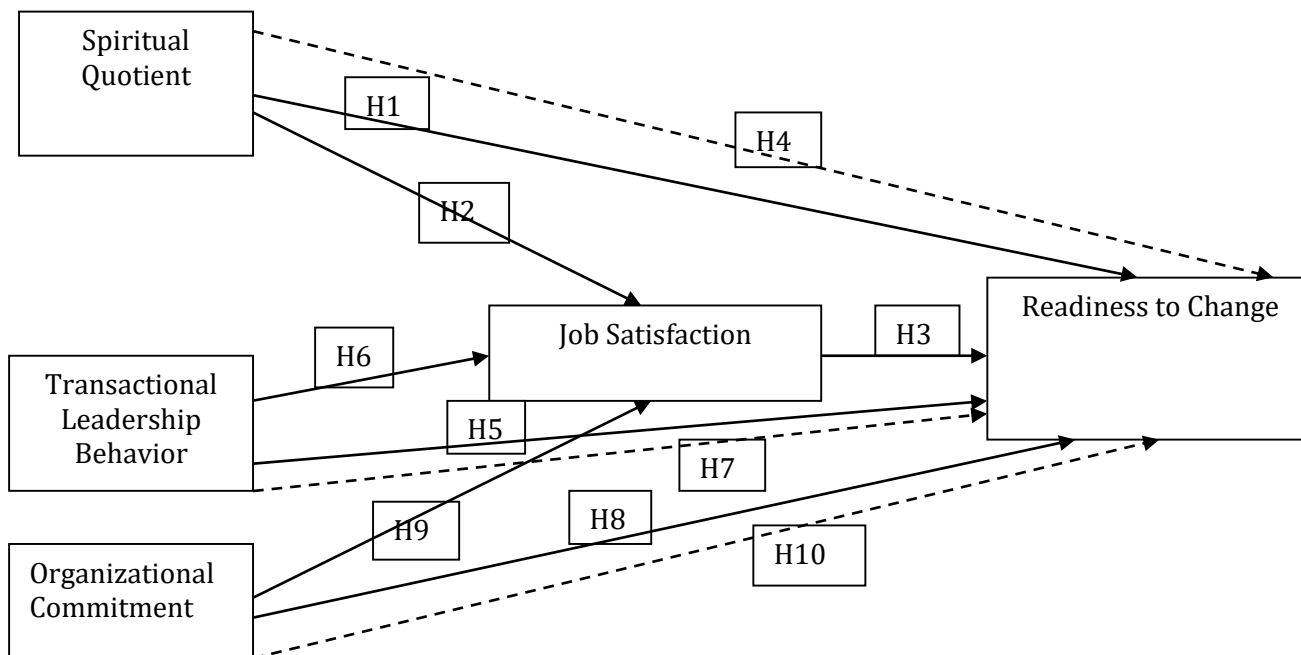 Spiritual
Quotient
H1
H4
H2
Readiness to Change
Job Satisfaction
H3
H6
Transactional
Leadership
Behavior
H5
H7
H8
H9
H10
Organizational
Commitment